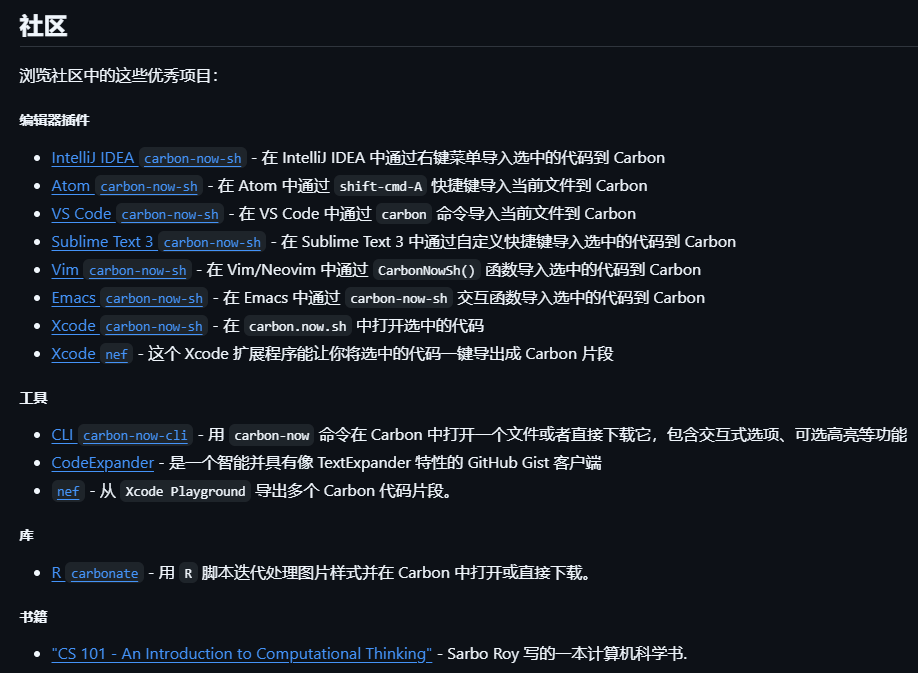 社区
浏览社区中的这些优秀项目：
编辑器插件
IntelliJ IDEA carbon-now-sh - 在 IntelliJ IDEA 中通过右键菜单导入选中的代码到 Carbon
Atom carbon-now-sh - 在 Atom 中通过 shift-cmd-A 快捷键导入当前文件到 Carbon
VS Code carbon-now-sh - 在 VS Code 中通过 carbon 命令导入当前文件到 Carbon
Sublime Text 3 carbon-now-sh - 在 Sublime Text 3 中通过自定义快捷键导入选中的代码到 Carbon
Vim carbon-now-sh - 在 Vim/Neovim 中通过 CarbonNowSh() 函数导入选中的代码到 Carbon
Emacs carbon-now-sh - 在 Emacs 中通过 carbon-now-sh 交互函数导入选中的代码到 Carbon
Xcode carbon-now-sh - 在 carbon.now.sh 中打开选中的代码
Xcode nef - 这个 Xcode 扩展程序能让你将选中的代码一键导出成 Carbon 片段
工具
CLI carbon-now-cli - 用 carbon-now 命令在 Carbon 中打开一个文件或者直接下载它，包含交互式选项、可选高亮等功能
CodeExpander - 是一个智能并具有像 TextExpander 特性的 GitHub Gist 客户端
nef - 从 Xcode Playground 导出多个 Carbon 代码片段。
库
R carbonate - 用 R 脚本迭代处理图片样式并在 Carbon 中打开或直接下载。
书籍
"CS 101 - An Introduction to Computational Thinking" - Sarbo Roy 写的一本计算机科学书.